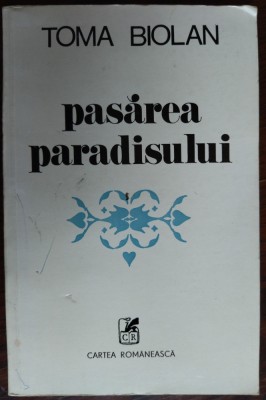 TOMA BIOLAN
pasărea
paradisului
CR
CARTEA ROMÂNEASCĂ